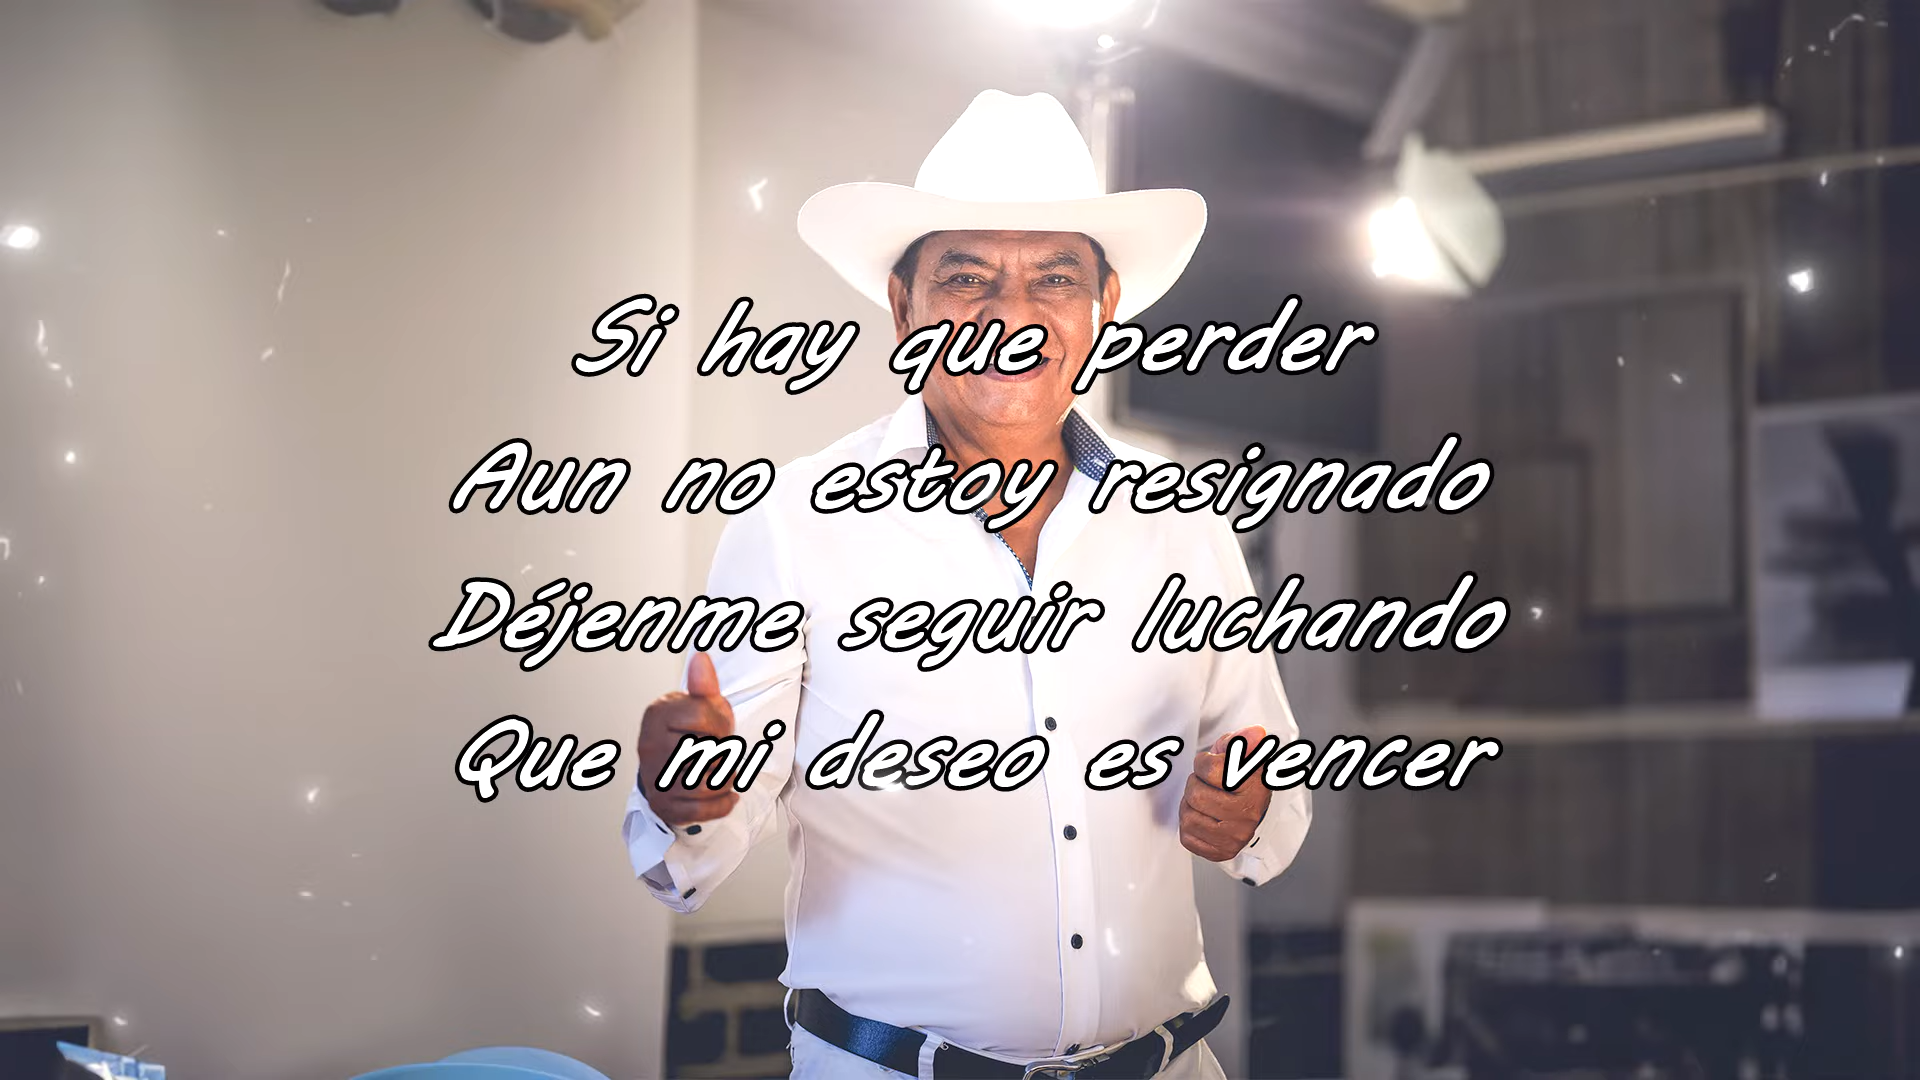 Si hay que perder
Aun no estoy resignado
Déjenme seguir luchando
Que mi deseo es vencer